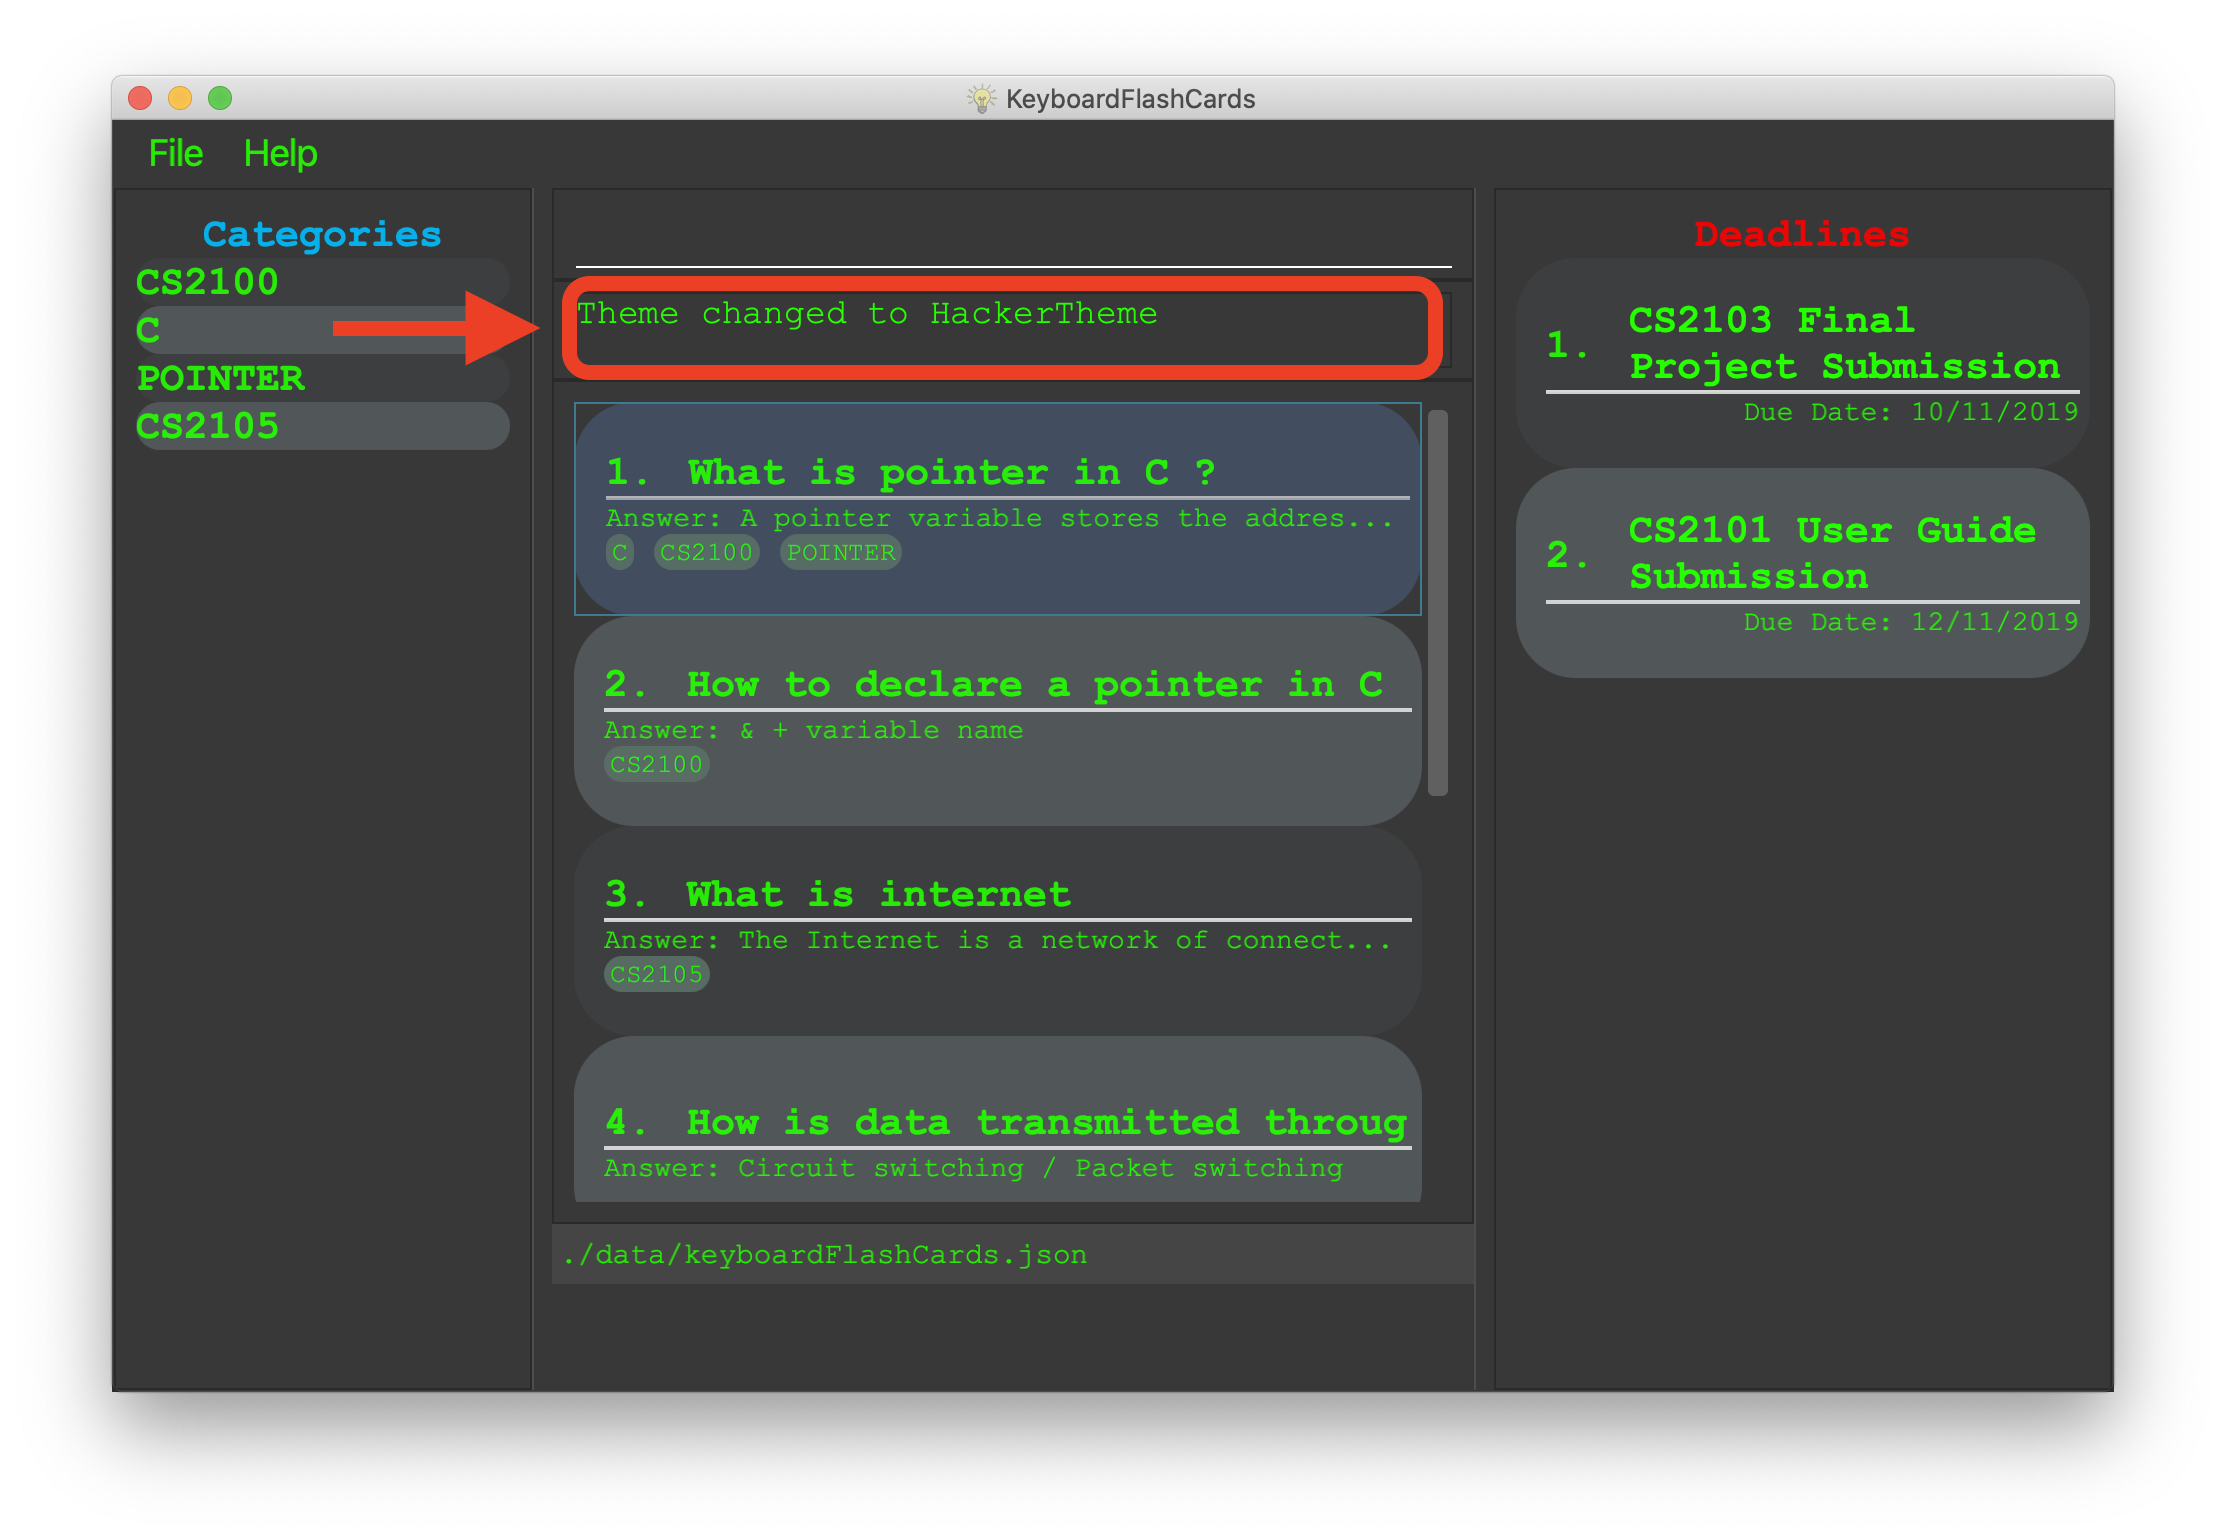 KeyboardFlashCards
File Help
Categories
CS2100
C
POINTER
CS2105
Theme changed to HackerTheme
1. What is pointer in C ?
Answer: A pointer variable stores the addres...
C CS2100 POINTER
2. How to declare a pointer in C
Answer: & + variable name
CS2100
3. What is internet
Answer: The Internet is a network of connect...
CS2105
4. How is data transmitted throug
Answer: Circuit switching / Packet switching
./data/keyboardFlashCards.json
Deadlines
1. CS2103 Final
Project Submission
Due Date: 10/11/2019
2. CS2101 User Guide
Submission
Due Date: 12/11/2019